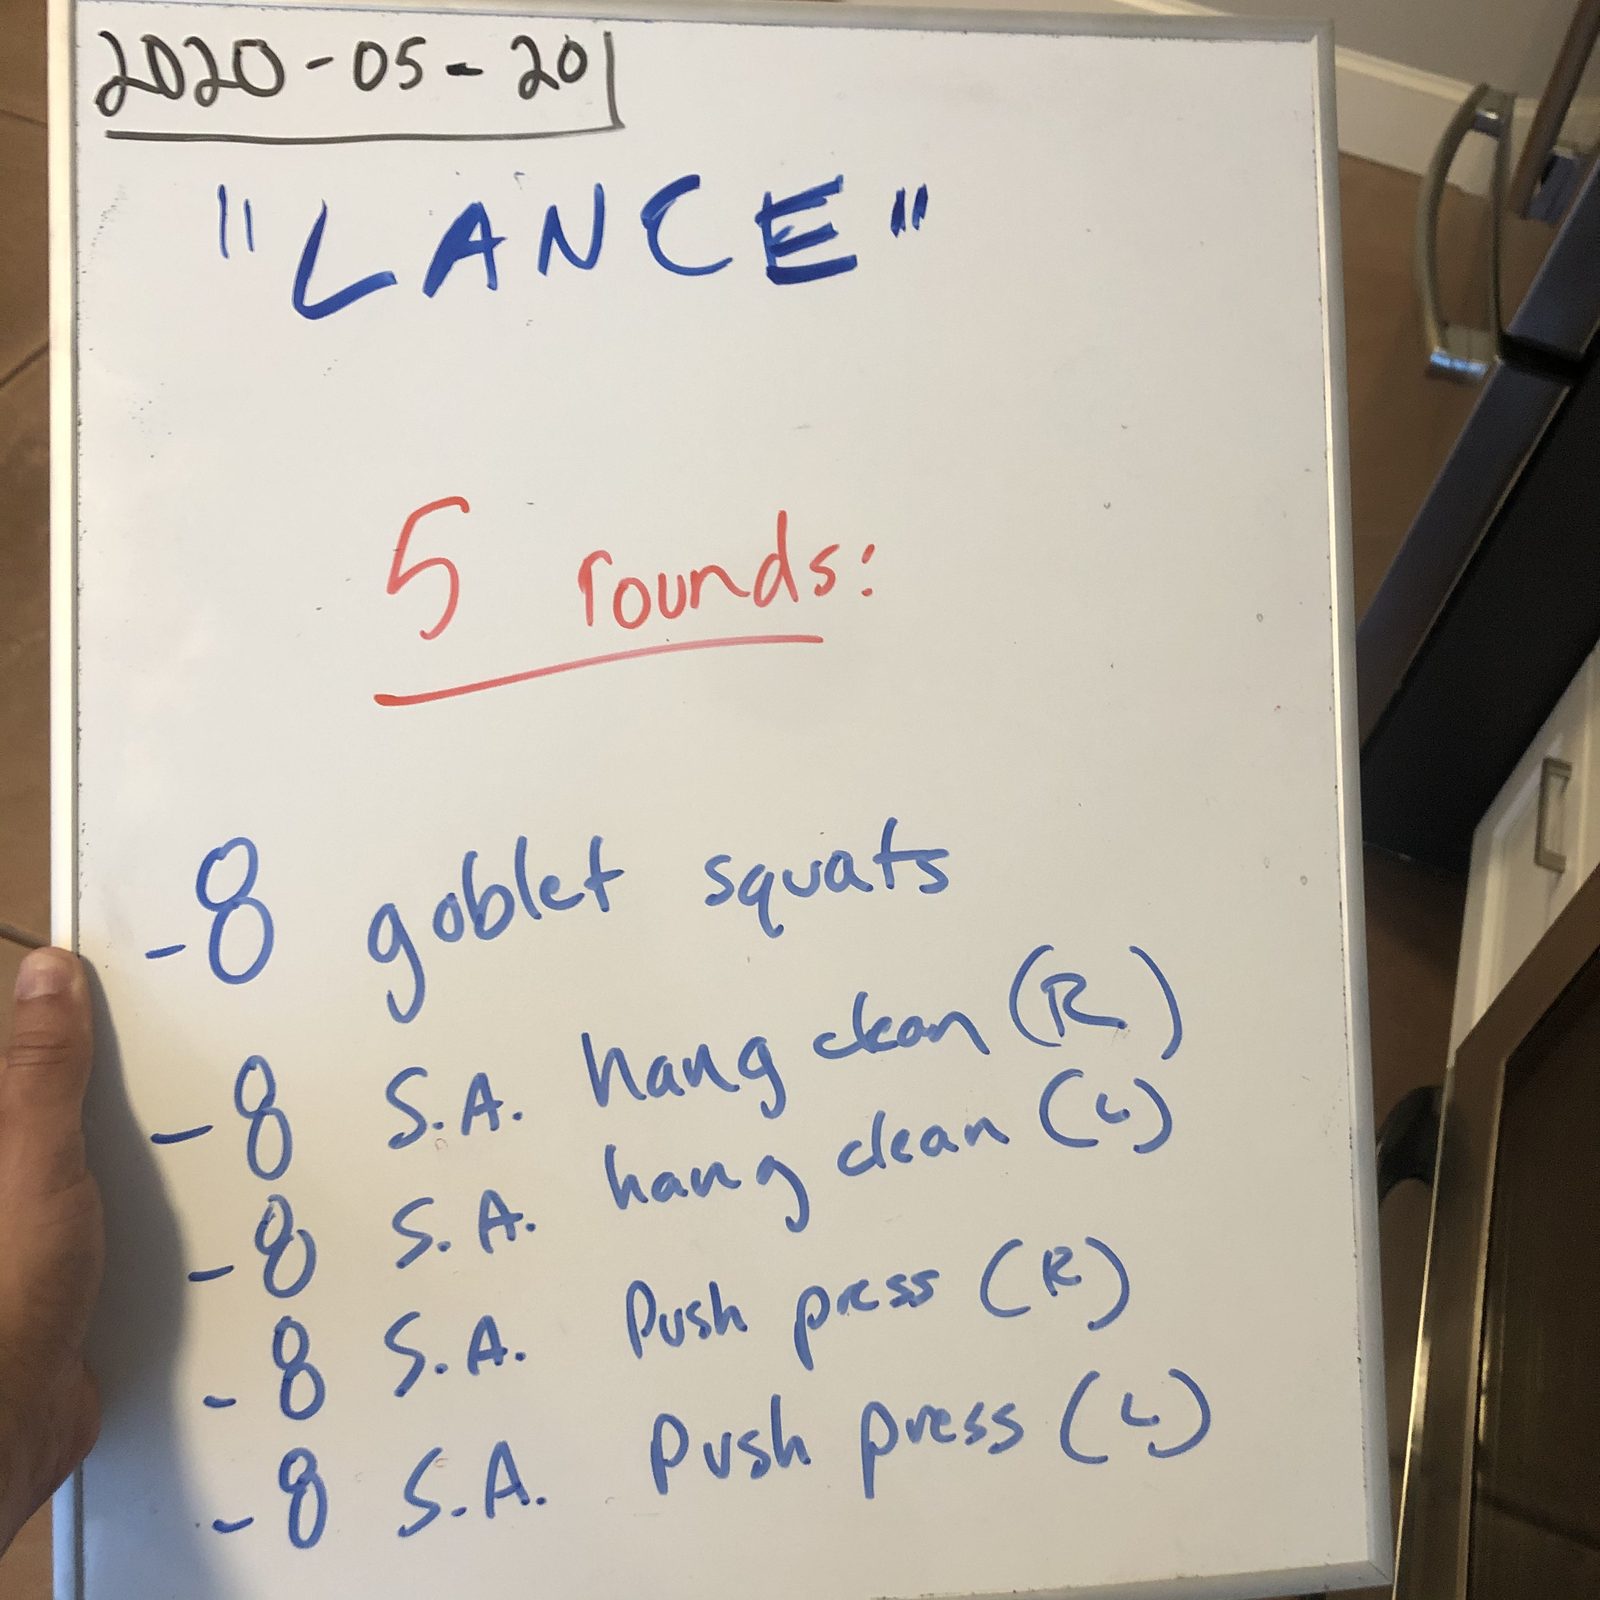 2020-05-20
"LANCE"
5 rounds:
-8 goblet squats
-8 S.A. hang clean (R)
-8 S.A. hang clean (L)
-8 S.A. Push press (R)
-8 S.A. Push press (L)